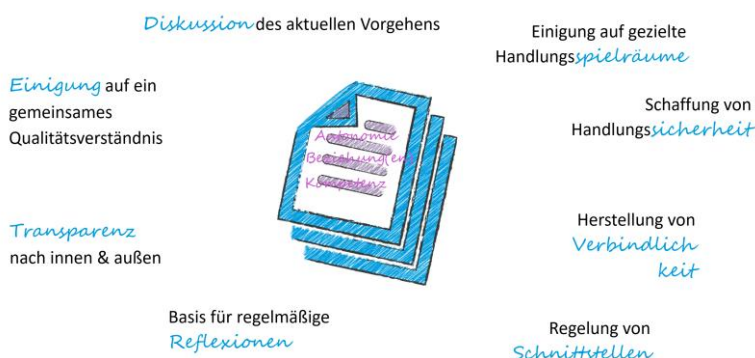 Diskussion des aktuellen Vorgehens
Einigung auf gezielte
Handlungsspielräume
Einigung auf ein
gemeinsames
Qualitätsverständnis
Schaffung von
Handlungssicherheit
Autonomie
Beziehung(en)
Kompetenz
Transparenz
nach innen & außen
Herstellung von
Verbindlich
keit
Basis für regelmäßige
Reflexionen
Regelung von
Schnittstellen